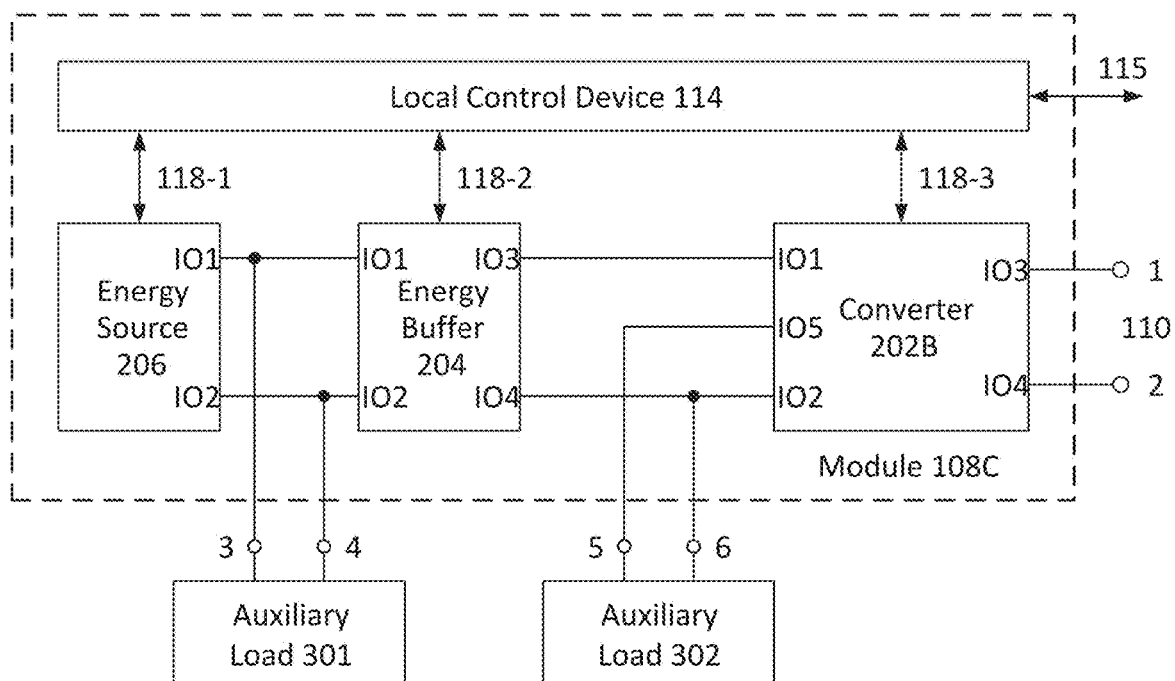 Local Control Device 114
115
118-1
118-2
118-3
IO1
IO2
Energy
Source
206
IO1
IO2
IO3
IO4
Energy
Buffer
204
IO1
IO5
IO2
IO3
IO4
Converter
202B
1
110
2
Module 108C
3
4
5
6
Auxiliary
Load 301
Auxiliary
Load 302